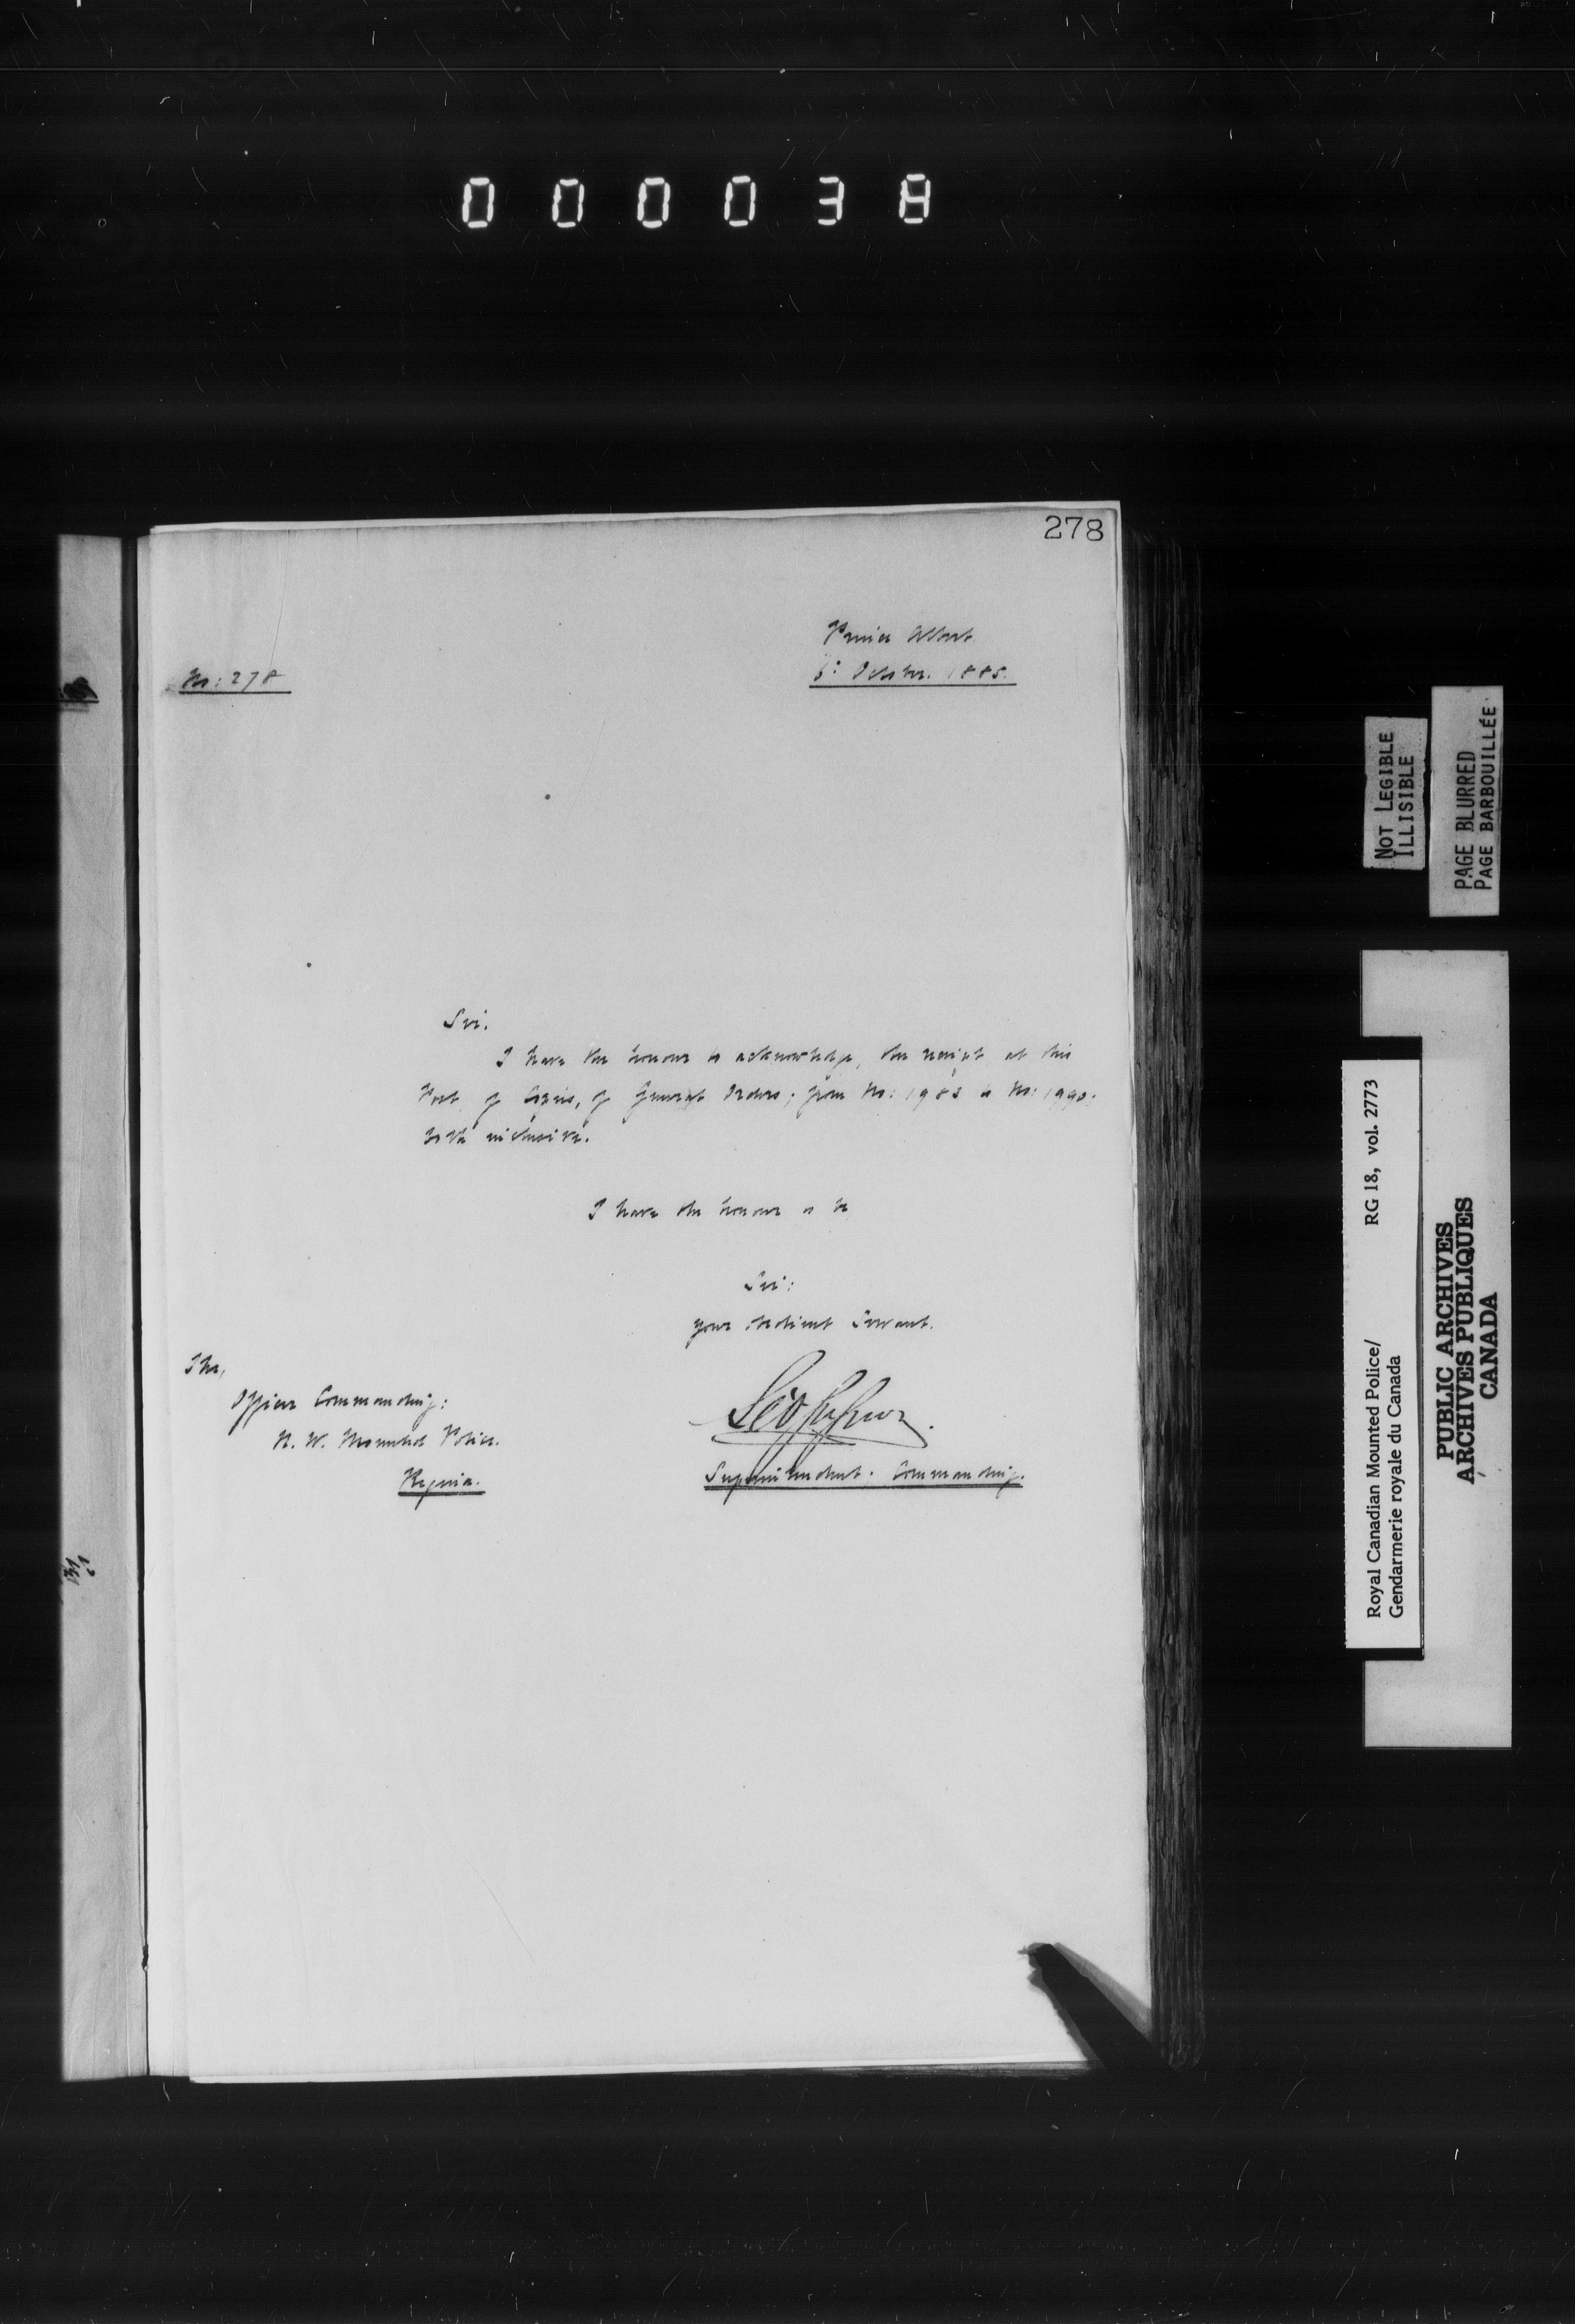 000038
278
Prince Albert
No: 278
6: October. 1885.
Sir.
I have the honour to acknowledge, the receipt at this
Post of Copies, of General Orders; from No: 1983 to No: 1990.
both inclusive.
I have the honour to be
Sir:
your obedient Servant.
The,
Officer Commanding:
N. W. Mounted Police.
Regina.
Superintendent. Commanding.
NOT LEGIBLE
ILLISIBLE
PAGE BLURRED
PAGE BARBOUILLÉE
Royal Canadian Mounted Police/ RG 18, vol. 2773
Gendarmerie royale du Canada
PUBLIC ARCHIVES
ARCHIVES PUBLIQUES
CANADA